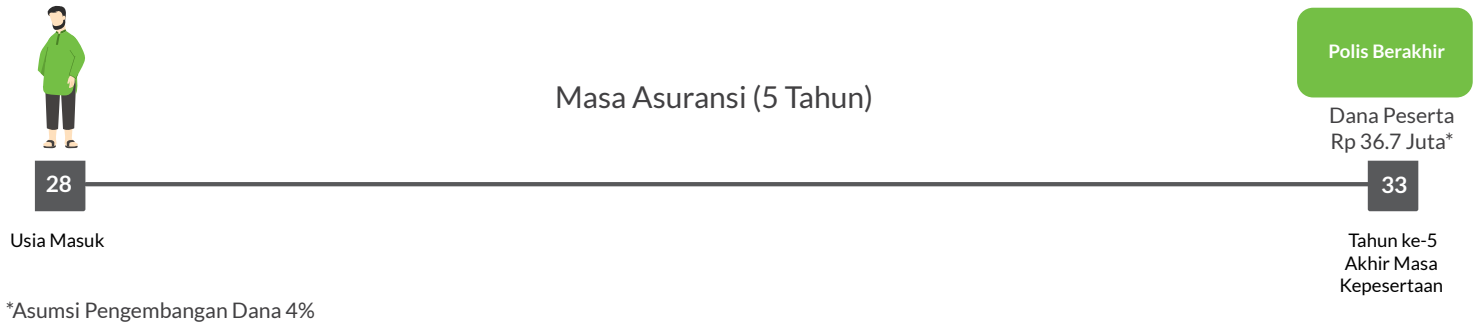 Polis Berakhir
Masa Asuransi (5 Tahun)
Dana Peserta
Rp 36.7 Juta*
28
33
Usia Masuk
Tahun ke-5
Akhir Masa
Kepesertaan
*Asumsi Pengembangan Dana 4%